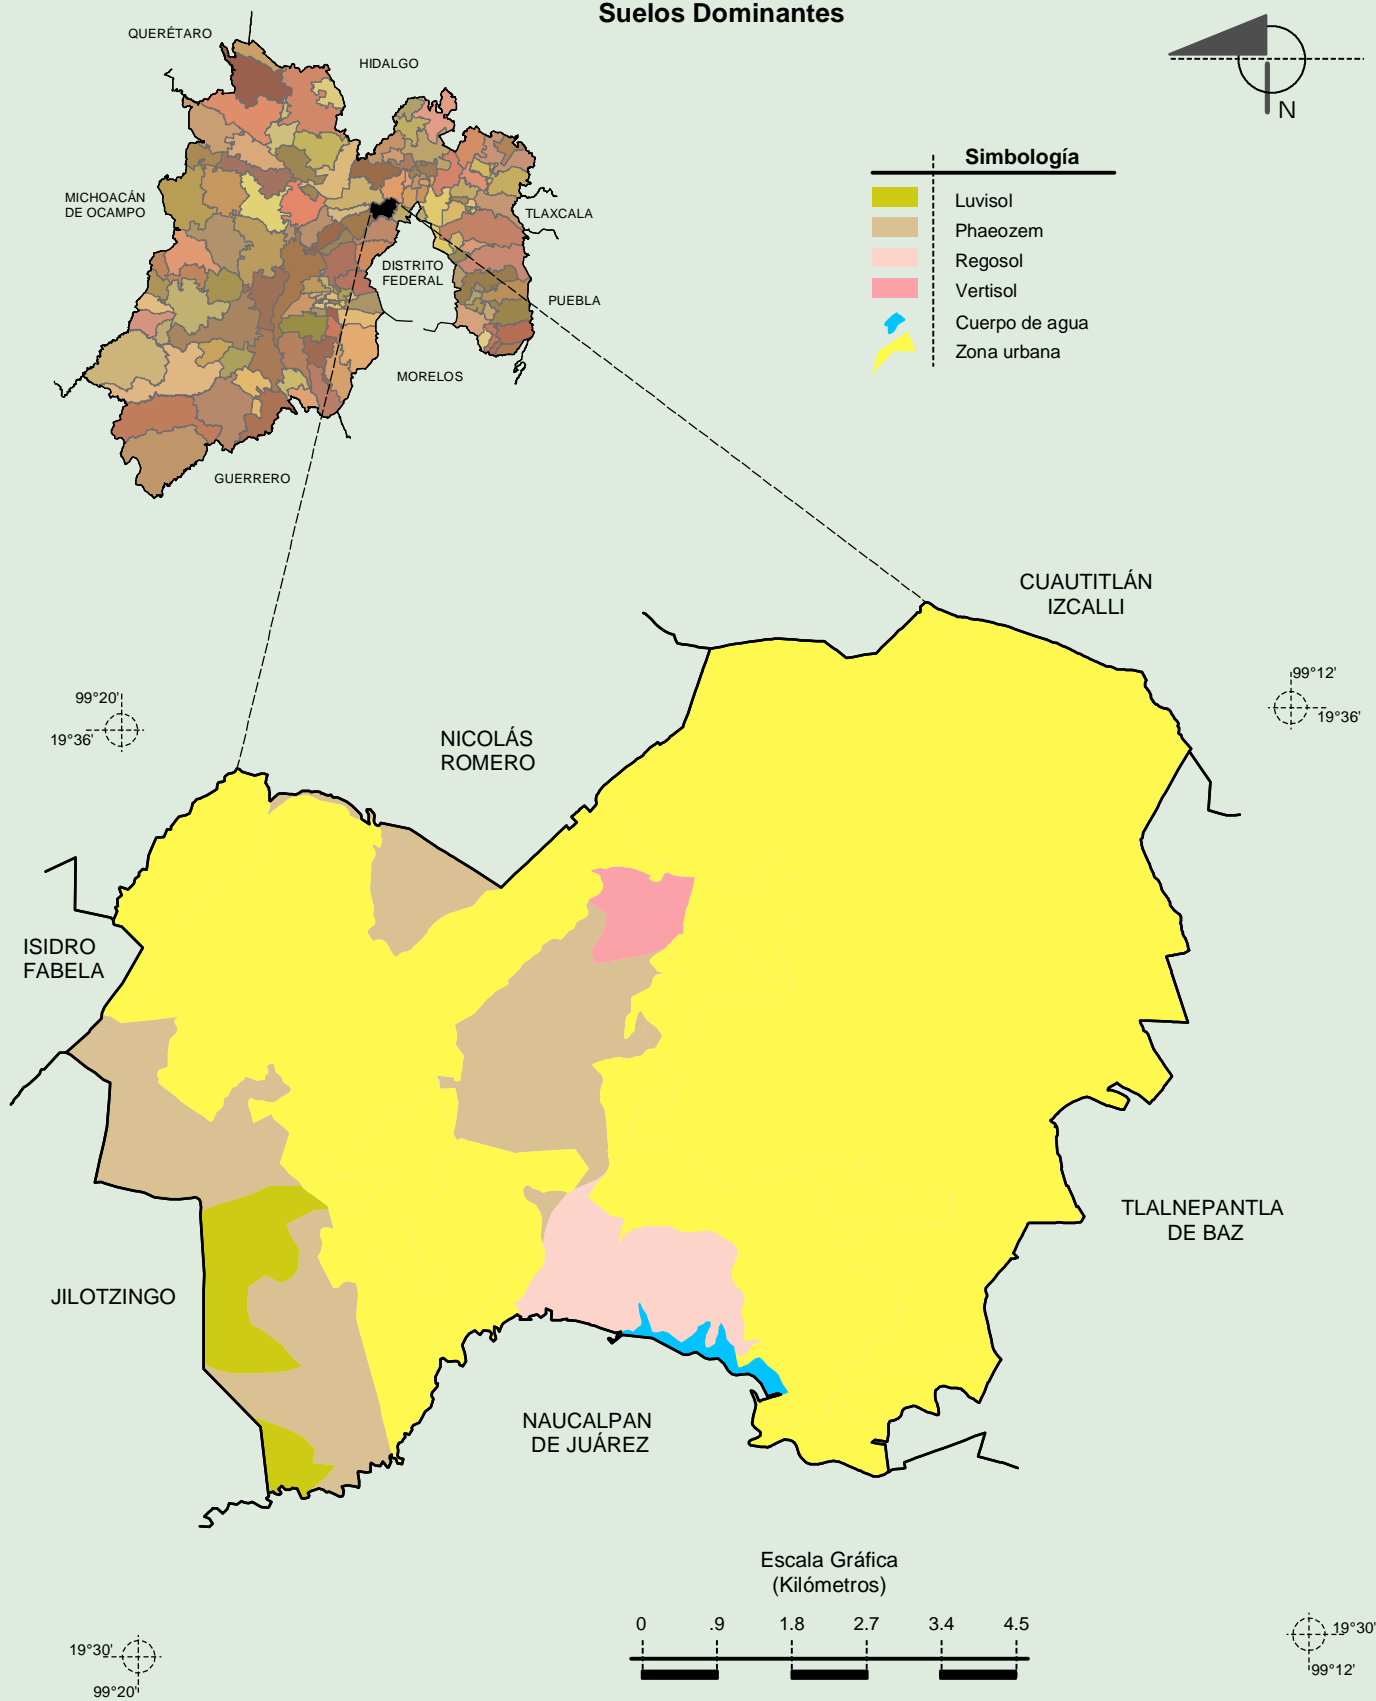 Suelos Dominantes
QUERÉTARO
HIDALGO
N
MICHOACÁN
DE OCAMPO
TLAXCALA
DISTRITO
FEDERAL
PUEBLA
MORELOS
GUERRERO
Simbología
Luvisol
Phaeozem
Regosol
Vertisol
Cuerpo de agua
Zona urbana
CUAUTITLÁN
IZCALLI
99°20'
19°36'
99°12'
19°36'
NICOLÁS
ROMERO
ISIDRO
FABELA
TLALNEPANTLA
DE BAZ
JILOTZINGO
NAUCALPAN
DE JUÁREZ
Escala Gráfica
(Kilómetros)
0 .9 1.8 2.7 3.4 4.5
19°30'
99°20'
19°30'
99°12'